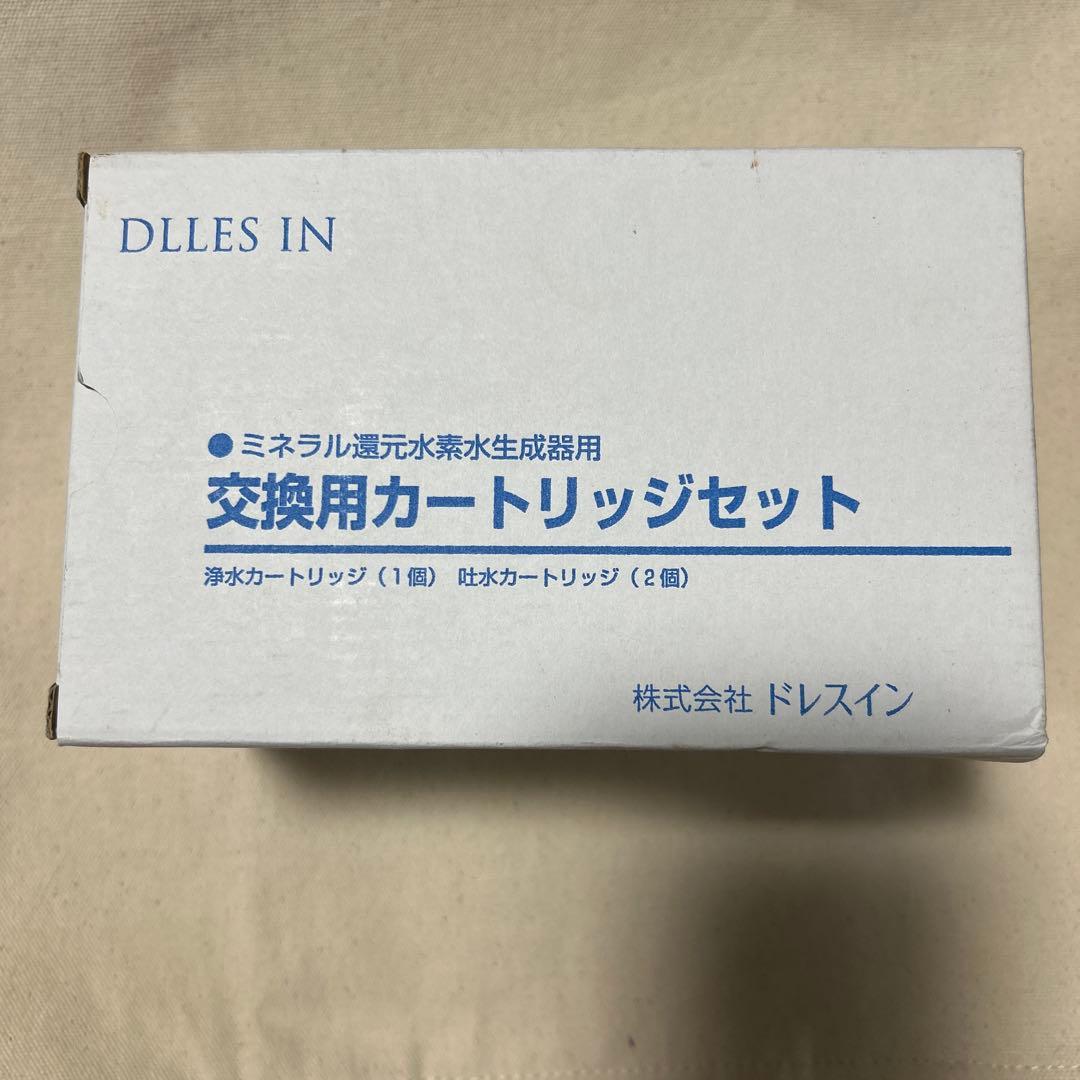 DLLES IN
●ミネラル還元水素水生成器用
交換用カートリッジセット
浄水カートリッジ（1個） 吐水カートリッジ（2個）
株式会社 ドレスイン